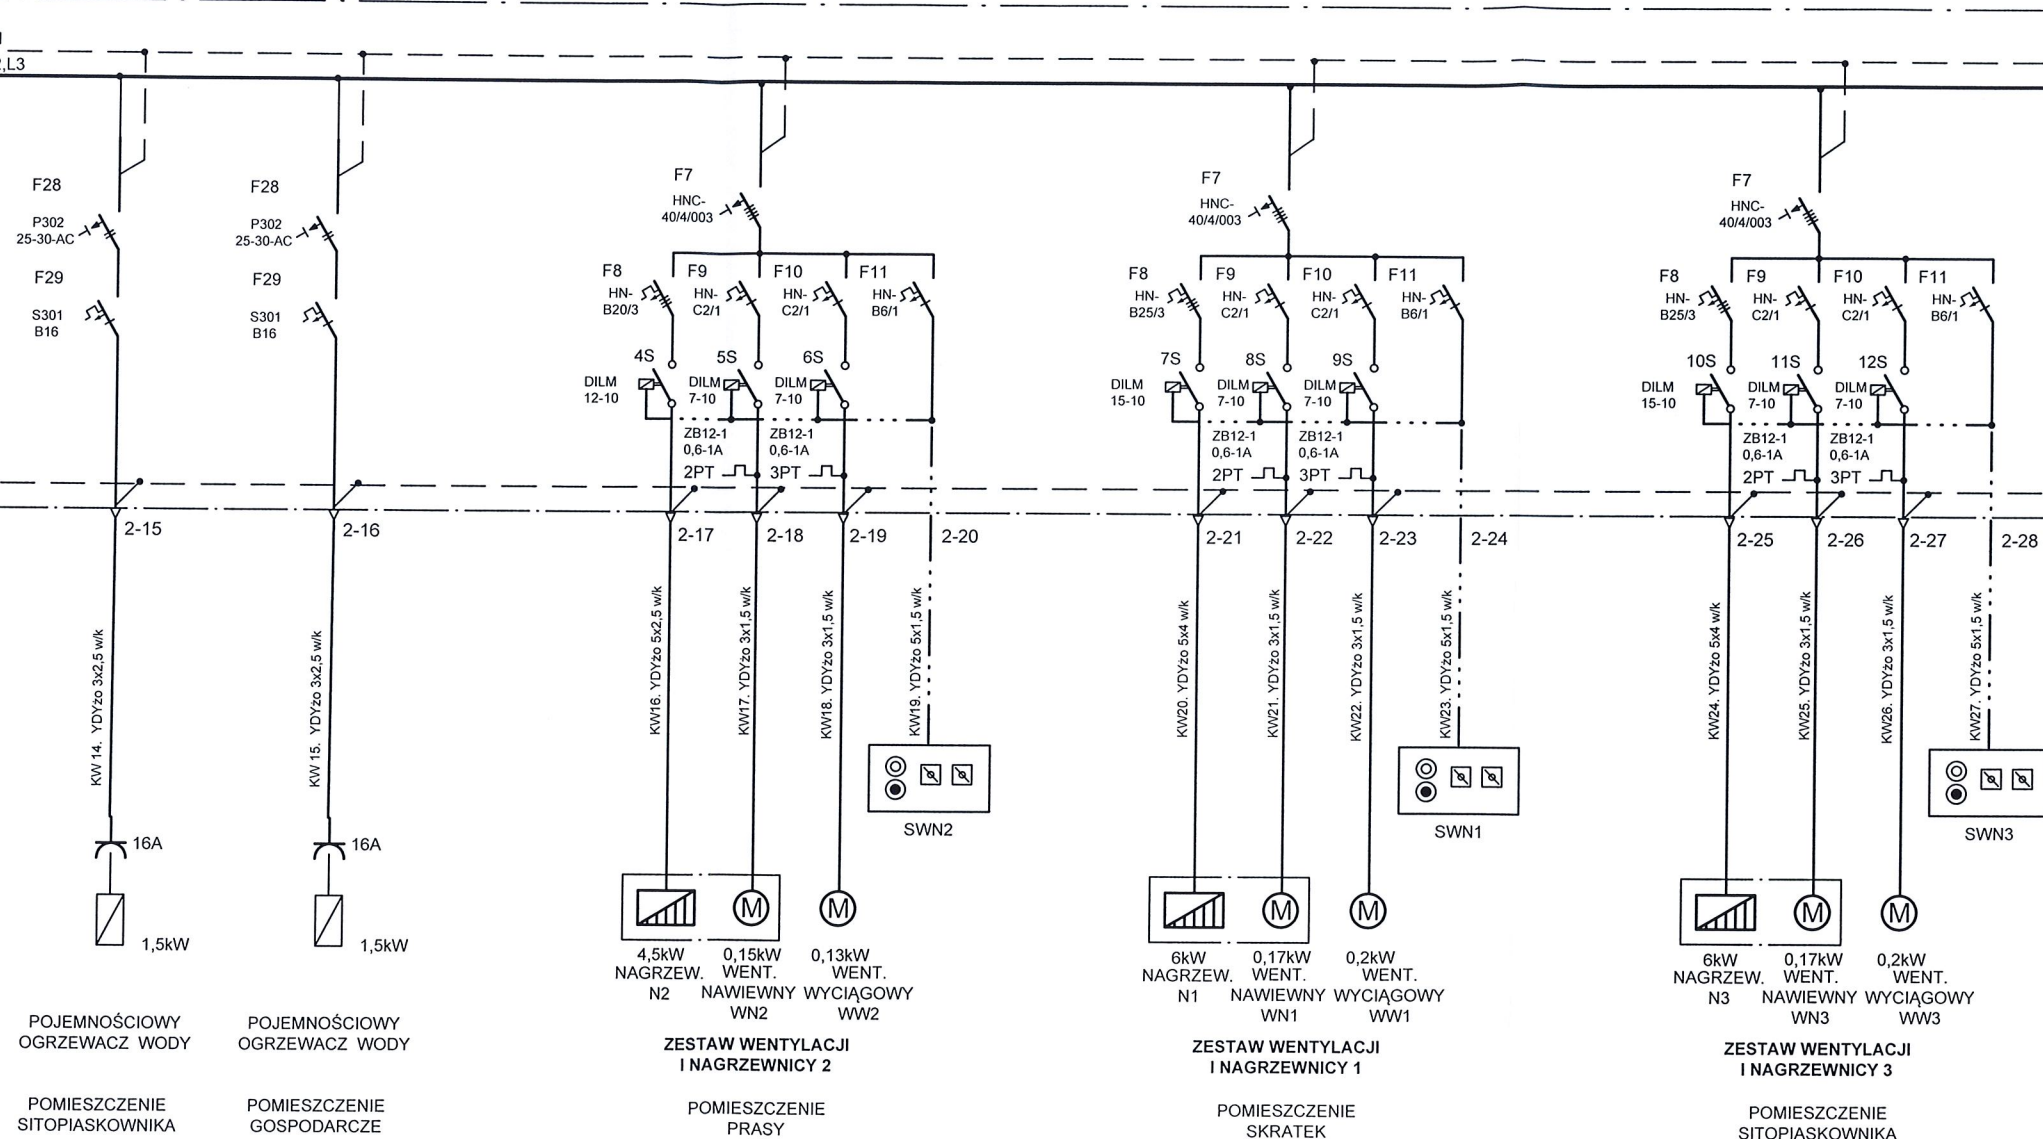 ,L3
F28
P302
25-30-AC
F29
S301
B16
2-15
KW 14. YDYżo 3x2,5 w/k
16A
1,5kW
POJEMNOŚCIOWY
OGRZEWACZ WODY
POMIESZCZENIE
SITOPIASKOWNIKA
F28
P302
25-30-AC
F29
S301
B16
2-16
KW 15. YDYżo 3x2,5 w/k
16A
1,5kW
POJEMNOŚCIOWY
OGRZEWACZ WODY
POMIESZCZENIE
GOSPODARCZE
F7
HNC-
40/4/003
F8
HN-
B20/3
F9
HN-
C2/1
F10
HN-
C2/1
F11
HN-
B6/1
4S
DILM
12-10
5S
DILM
7-10
6S
DILM
7-10
ZB12-1
0,6-1A
2PT
ZB12-1
0,6-1A
3PT
2-17
2-18
2-19
2-20
KW16. YDYżo 5x2,5 w/k
KW17. YDYżo 3x1,5 w/k
KW18. YDYżo 3x1,5 w/k
KW19. YDYżo 5x1,5 w/k
SWN2
M
M
4,5kW
NAGRZEW.
N2
0,15kW
WENT.
NAWIEWNY
WN2
0,13kW
WENT.
WYCIĄGOWY
WW2
ZESTAW WENTYLACJI
I NAGRZEWNICY 2
POMIESZCZENIE
PRASY
F7
HNC-
40/4/003
F8
HN-
B25/3
F9
HN-
C2/1
F10
HN-
C2/1
F11
HN-
B6/1
7S
DILM
15-10
8S
DILM
7-10
9S
DILM
7-10
ZB12-1
0,6-1A
2PT
ZB12-1
0,6-1A
3PT
2-21
2-22
2-23
2-24
KW20. YDYżo 5x4 w/k
KW21. YDYżo 3x1,5 w/k
KW22. YDYżo 3x1,5 w/k
KW23. YDYżo 5x1,5 w/k
SWN1
M
M
6kW
NAGRZEW.
N1
0,17kW
WENT.
NAWIEWNY
WN1
0,2kW
WENT.
WYCIĄGOWY
WW1
ZESTAW WENTYLACJI
I NAGRZEWNICY 1
POMIESZCZENIE
SKRATEK
F7
HNC-
40/4/003
F8
HN-
B25/3
F9
HN-
C2/1
F10
HN-
C2/1
F11
HN-
B6/1
10S
DILM
15-10
11S
DILM
7-10
12S
DILM
7-10
ZB12-1
0,6-1A
2PT
ZB12-1
0,6-1A
3PT
2-25
2-26
2-27
2-28
KW24. YDYżo 5x4 w/k
KW25. YDYżo 3x1,5 w/k
KW26. YDYżo 3x1,5 w/k
KW27. YDYżo 5x1,5 w/k
SWN3
M
M
6kW
NAGRZEW.
N3
0,17kW
WENT.
NAWIEWNY
WN3
0,2kW
WENT.
WYCIĄGOWY
WW3
ZESTAW WENTYLACJI
I NAGRZEWNICY 3
POMIESZCZENIE
SITOPIASKOWNIKA